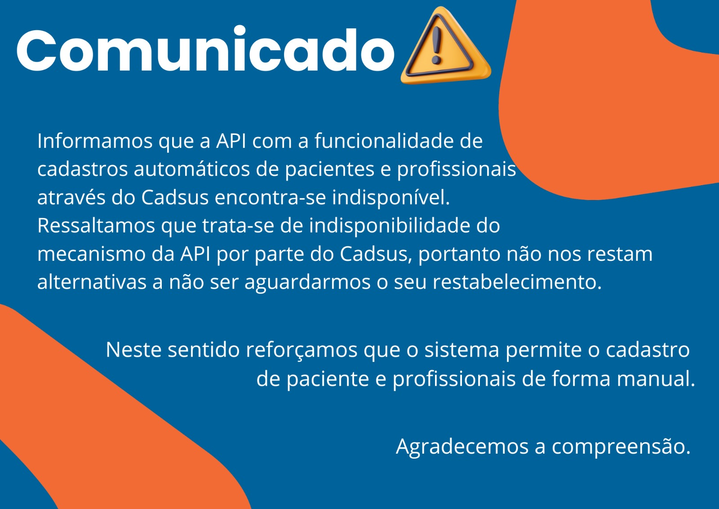 Comunicado
Informamos que a API com a funcionalidade de
cadastros automáticos de pacientes e profissionais
através do Cadsus encontra-se indisponível.
Ressaltamos que trata-se de indisponibilidade do
mecanismo da API por parte do Cadsus, portanto não nos restam
alternativas a não ser aguardarmos o seu restabelecimento.
Neste sentido reforçamos que o sistema permite o cadastro
de paciente e profissionais de forma manual.
Agradecemos a compreensão.